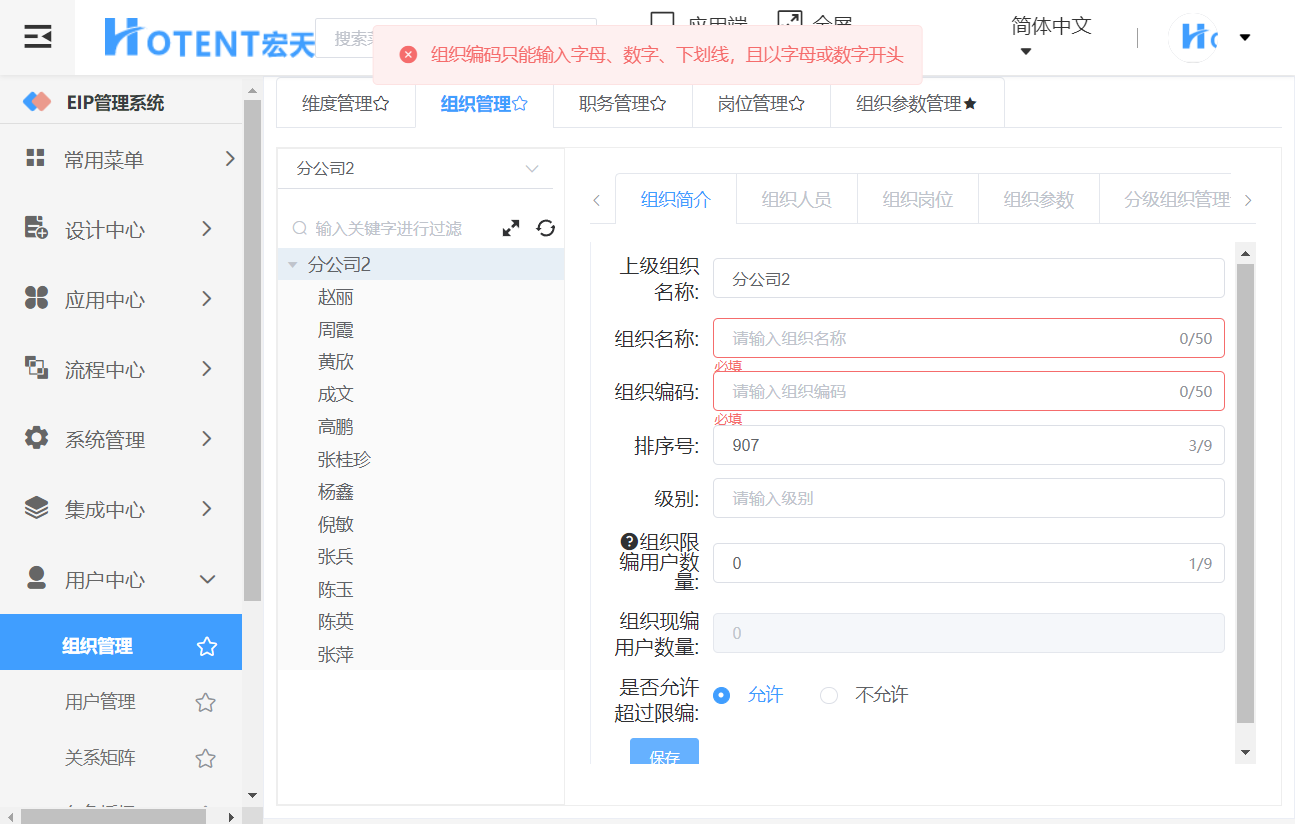 HOTENT宏天
应用端
全屏
简体中文
组织编码只能输入字母、数字、下划线，且以字母或数字开头
EIP管理系统
常用菜单
设计中心
应用中心
流程中心
系统管理
集成中心
用户中心
组织管理
用户管理
关系矩阵
维度管理
组织管理
职务管理
岗位管理
组织参数管理
分公司2
输入关键字进行过滤
分公司2
赵丽
周霞
黄欣
成文
高鹏
张桂珍
杨鑫
倪敏
张兵
陈玉
陈英
张萍
组织简介
组织人员
组织岗位
组织参数
分级组织管理
上级组织
名称:
分公司2
组织名称:
请输入组织名称
0/50
必填
组织编码:
请输入组织编码
0/50
必填
排序号:
907
3/9
级别:
请输入级别
组织限
编用户数
量:
0
1/9
组织现编
用户数量:
0
是否允许
超过限编:
允许
不允许
保存